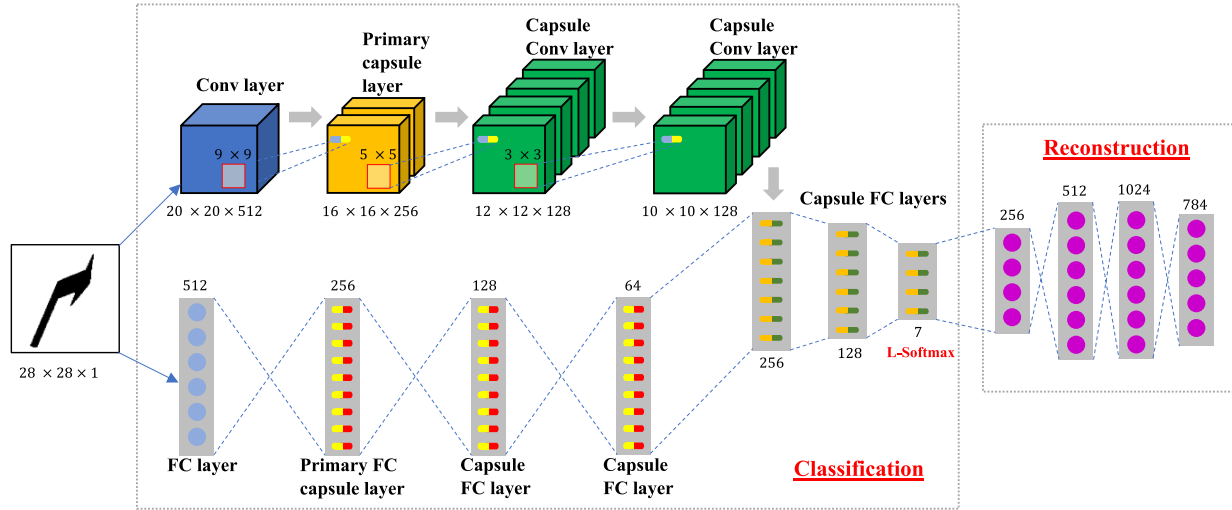 Conv layer
Primary
capsule
layer
Capsule
Conv layer
Capsule
Conv layer
9 × 9
5 × 5
3 × 3
20 × 20 × 512
16 × 16 × 256
12 × 12 × 128
10 × 10 × 128
28 × 28 × 1
512
256
128
64
FC layer
Primary FC
capsule layer
Capsule
FC layer
Capsule
FC layer
Capsule FC layers
256
128
7
L-Softmax
Classification
Reconstruction
256
512
1024
784